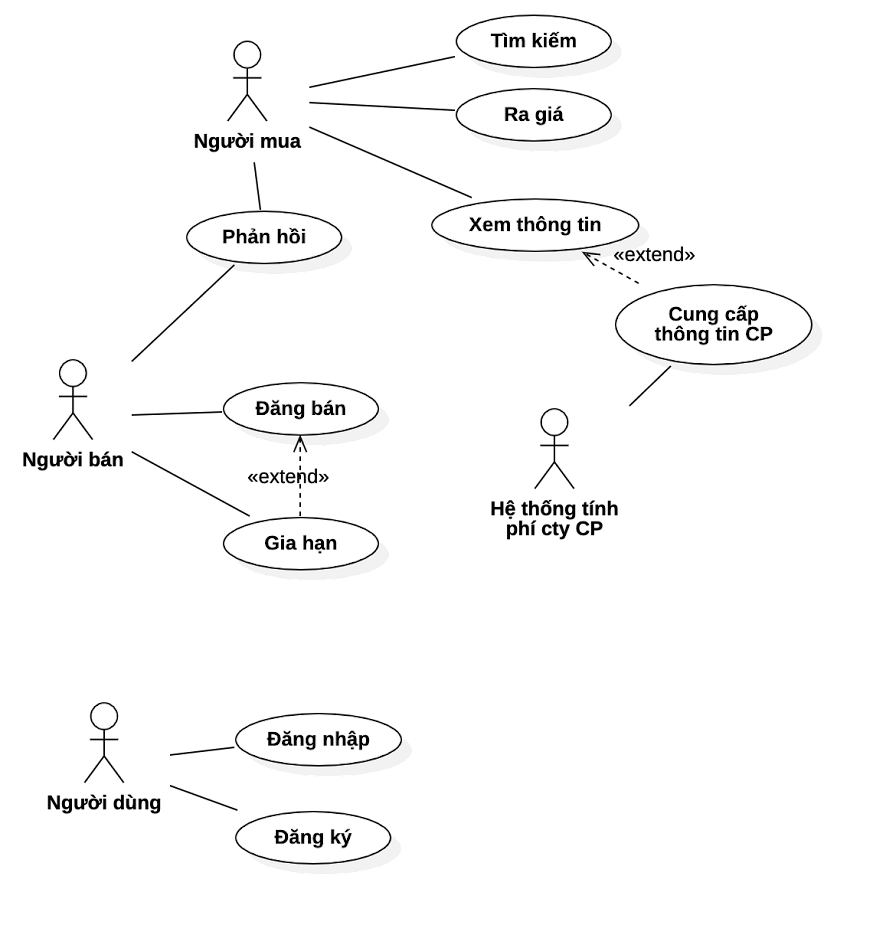 Tìm kiếm
Ra giá
Người mua
Xem thông tin
Phản hồi
«extend»
Cung cấp
thông tin CP
Đăng bán
Người bán
«extend»
Hệ thống tính
phí cty CP
Gia hạn
Đăng nhập
Người dùng
Đăng ký